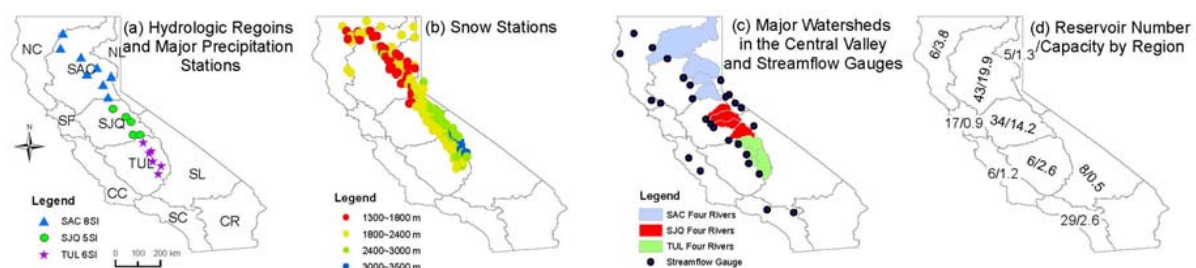 (a) Hydrologic Regoins
and Major Precipitation
Stations
NC
NL
SAC
SF
SJQ
TUL
SL
CC
SC
CR
N
Legend
SAC 8SI
SJQ 5SI
TUL 6SI
0 100 200 km
(b) Snow Stations
Legend
1300~1800 m
1800~2400 m
2400~3000 m
3000~3500 m
(c) Major Watersheds
in the Central Valley
and Streamflow Gauges
Legend
SAC Four Rivers
SJQ Four Rivers
TUL Four Rivers
Streamflow Gauge
(d) Reservoir Number
/Capacity by Region
6/3.8
5/1.3
43/19.9
17/0.9
34/14.2
6/2.6
6/1.2
8/0.5
29/2.6